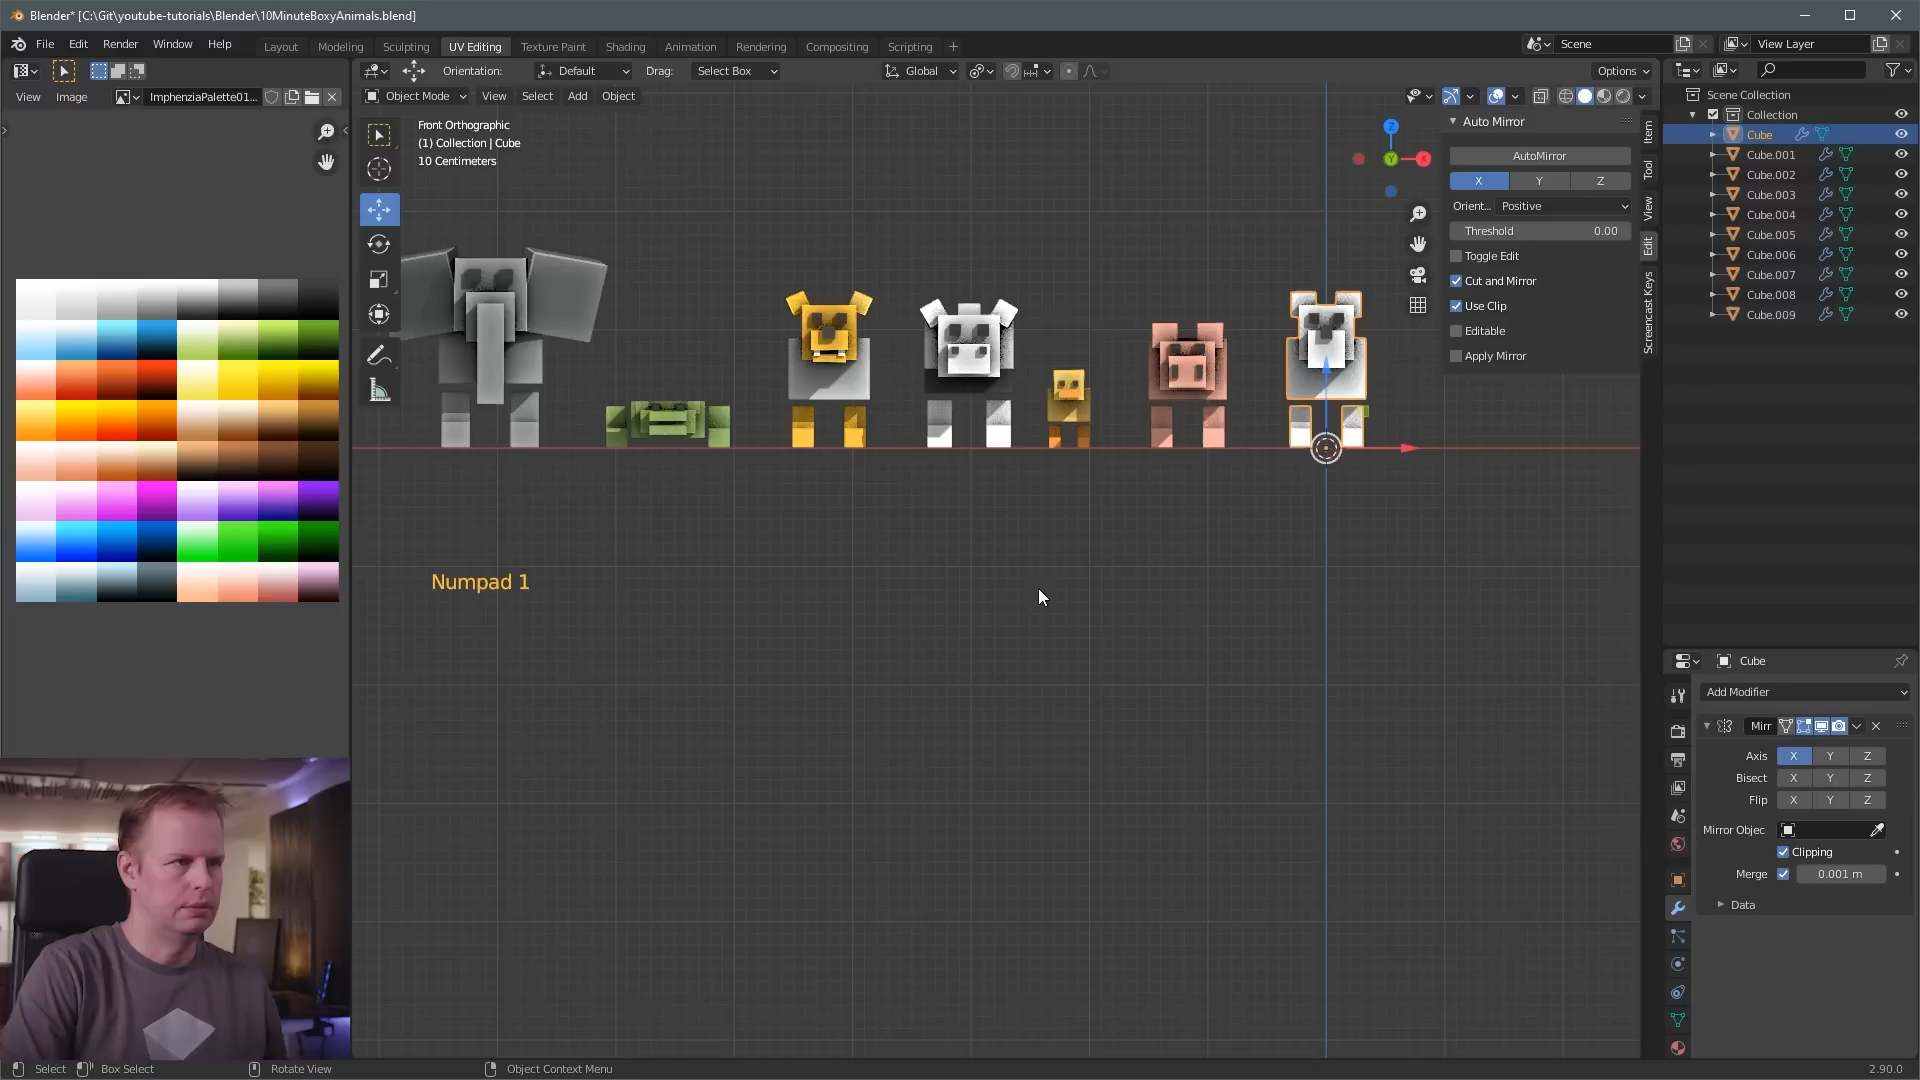 Blender* [C:\Git\youtube-tutorials\Blender\10MinuteBoxyAnimals.blend]
File Edit Render Window Help
Layout Modeling Sculpting UV Editing Texture Paint Shading Animation Rendering Compositing Scripting +
Scene
View Layer
Orientation: Default Drag: Select Box Global Options
View Image ImphenziaPalette01...
Object Mode View Select Add Object
Front Orthographic
(1) Collection | Cube
10 Centimeters
Z
Y
X
Auto Mirror
AutoMirror
X Y Z
Orient... Positive
Threshold 0.00
Toggle Edit
Cut and Mirror
Use Clip
Editable
Apply Mirror
Item
Tool
View
Edit
Screencast Keys
Scene Collection
Collection
Cube
Cube.001
Cube.002
Cube.003
Cube.004
Cube.005
Cube.006
Cube.007
Cube.008
Cube.009
Numpad 1
Cube
Add Modifier
Mirr
Axis X Y Z
Bisect X Y Z
Flip X Y Z
Mirror Objec
Clipping
Merge 0.001 m
Data
Select Box Select Rotate View Object Context Menu 2.90.0